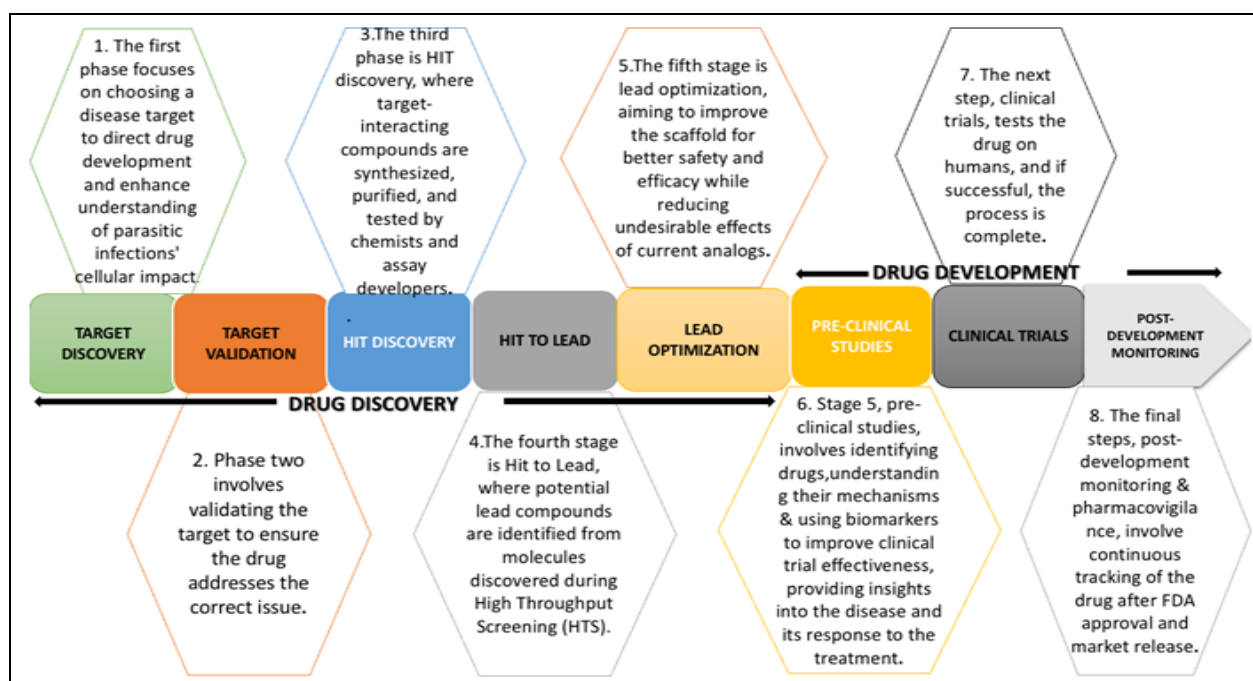 1. The first
phase focuses
on choosing a
disease target
to direct drug
development
and enhance
understanding
of parasitic
infections'
cellular impact.
3.The third
phase is HIT
discovery, where
target-
interacting
compounds are
synthesized,
purified, and
tested by
chemists and
assay
developers.
.
5.The fifth stage is
lead optimization,
aiming to improve
the scaffold for
better safety and
efficacy while
reducing
undesirable effects
of current analogs.
7. The next
step, clinical
trials, tests the
drug on
humans, and if
successful, the
process is
complete.
DRUG DEVELOPMENT
TARGET
DISCOVERY
TARGET
VALIDATION
HIT DISCOVERY
HIT TO LEAD
LEAD
OPTIMIZATION
PRE-CLINICAL
STUDIES
CLINICAL TRIALS
POST-
DEVELOPMENT
MONITORING
DRUG DISCOVERY
2. Phase two
involves
validating the
target to ensure
the drug
addresses the
correct issue.
4.The fourth stage
is Hit to Lead,
where potential
lead compounds
are identified from
molecules
discovered during
High Throughput
Screening (HTS).
6. Stage 5, pre-
clinical studies,
involves identifying
drugs,understandin
g their mechanisms
& using biomarkers
to improve clinical
trial effectiveness,
providing insights
into the disease and
its response to the
treatment.
8. The final
steps, post-
development
monitoring &
pharmacovigila
nce, involve
continuous
tracking of the
drug after FDA
approval and
market release.